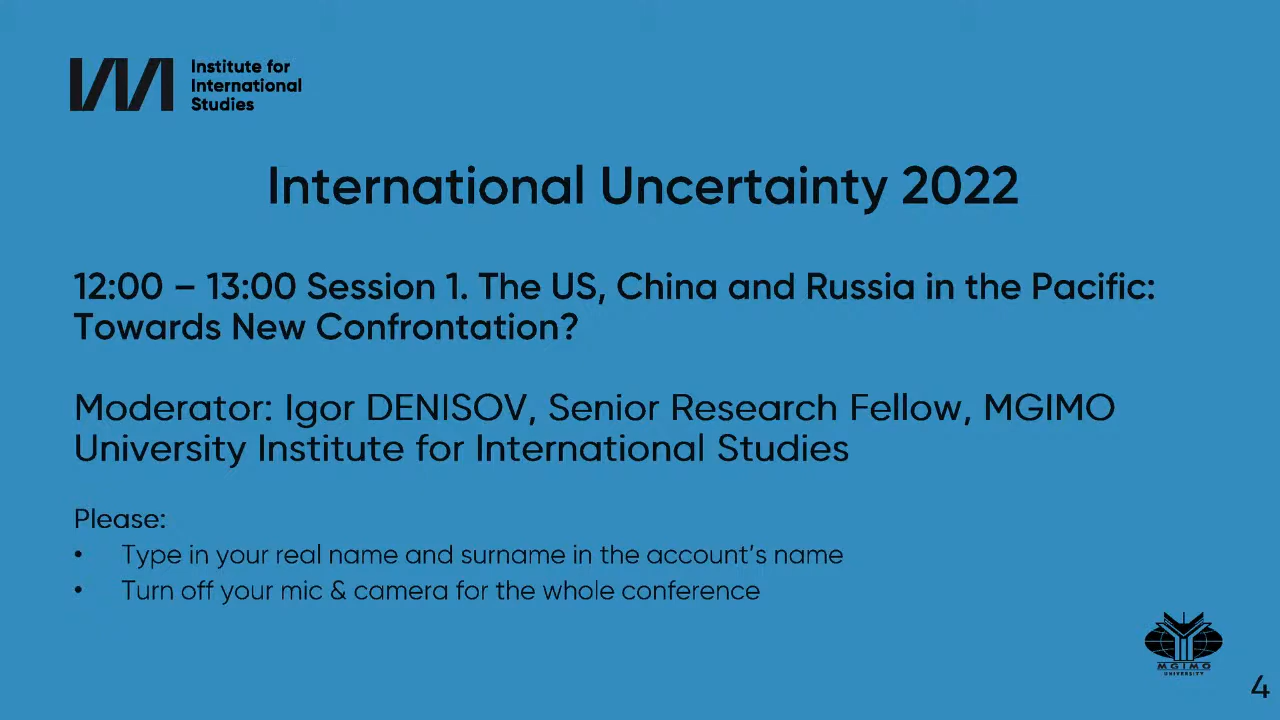 Institute for
International
Studies
International Uncertainty 2022
12:00 – 13:00 Session 1. The US, China and Russia in the Pacific:
Towards New Confrontation?
Moderator: Igor DENISOV, Senior Research Fellow, MGIMO
University Institute for International Studies
Please:
• Type in your real name and surname in the account's name
• Turn off your mic & camera for the whole conference
MGIMO
UNIVERSITY
4